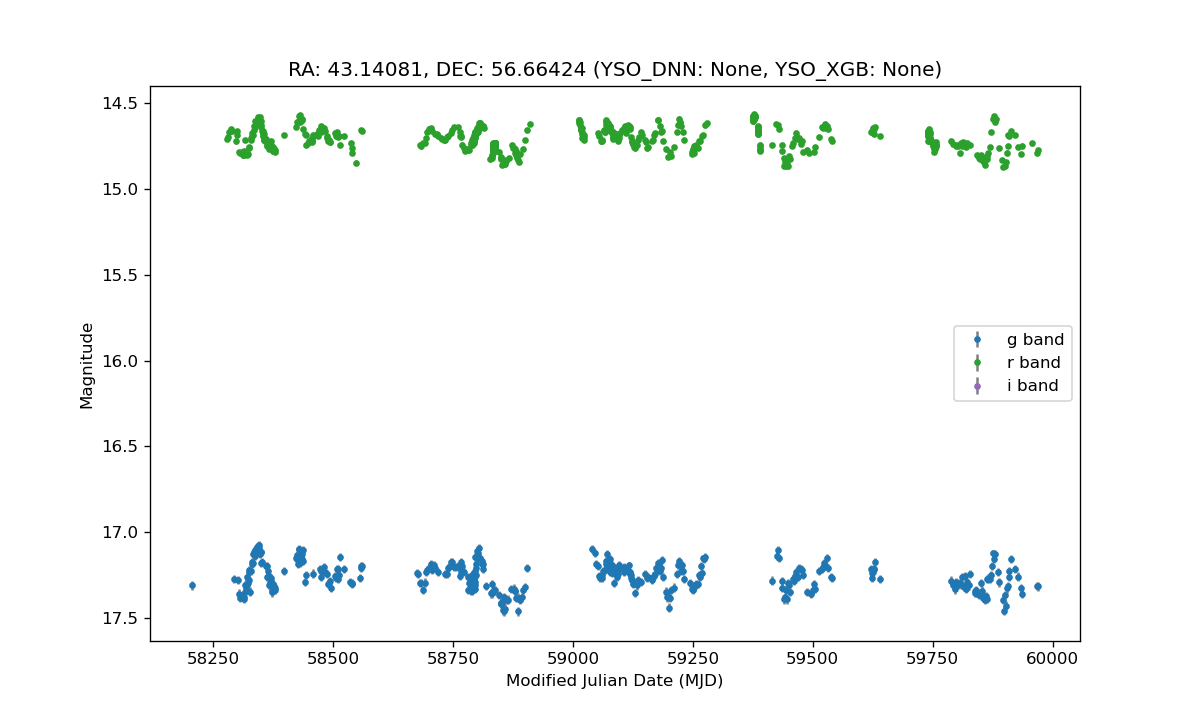 RA: 43.14081, DEC: 56.66424 (YSO_DNN: None, YSO_XGB: None)
14.5
15.0
15.5
16.0
16.5
17.0
17.5
Magnitude
g band
r band
i band
58250 58500 58750 59000 59250 59500 59750 60000
Modified Julian Date (MJD)